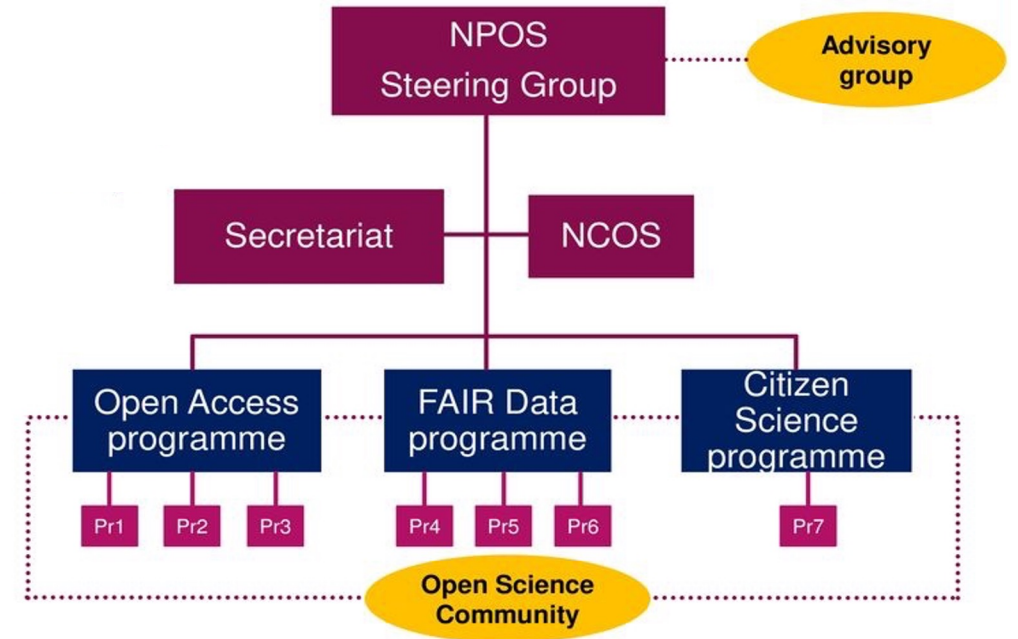 NPOS
Steering Group
Advisory
group
Secretariat
NCOS
Open Access
programme
FAIR Data
programme
Citizen
Science
programme
Pr1
Pr2
Pr3
Pr4
Pr5
Pr6
Pr7
Open Science
Community